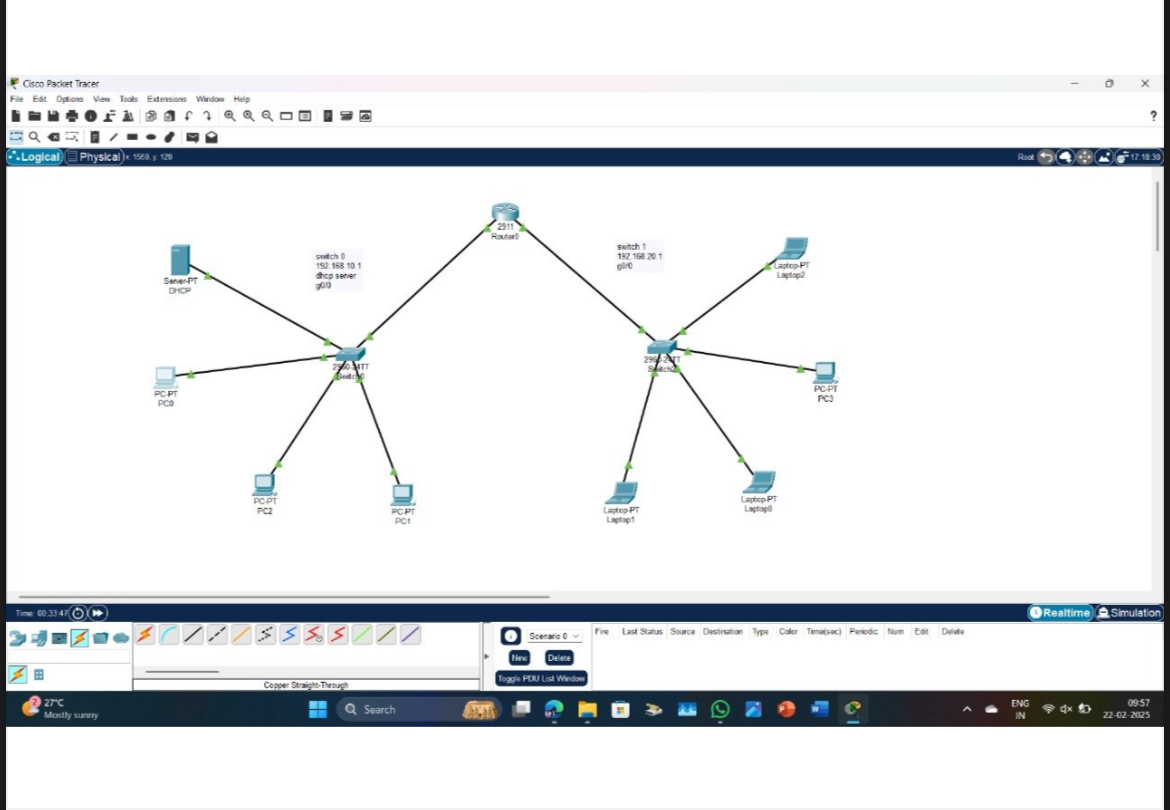 Cisco Packet Tracer
File Edit Options View Tools Extensions Window Help
?
Logical Physical x: 1559, y: 129 Root 17:18:30
2911
Router0
switch 0
192.168.10.1
dhcp server
g0/0
switch 1
192.168.20.1
g0/0
Server-PT
DHCP
Laptop-PT
Laptop2
2960-24TT
Switch0
2960-24TT
PC-PT
PC0
PC-PT
PC3
PC-PT
PC2
PC-PT
PC1
Laptop-PT
Laptop1
Laptop-PT
Laptop0
Time: 00:33:47 Realtime Simulation
Scenario 0
New Delete
Toggle PDU List Window
Fire Last Status Source Destination Type Color Time(sec) Periodic Num Edit Delete
Copper Straight-Through
2
27°C
Mostly sunny
Search
ENG
IN
09:57
22-02-2025